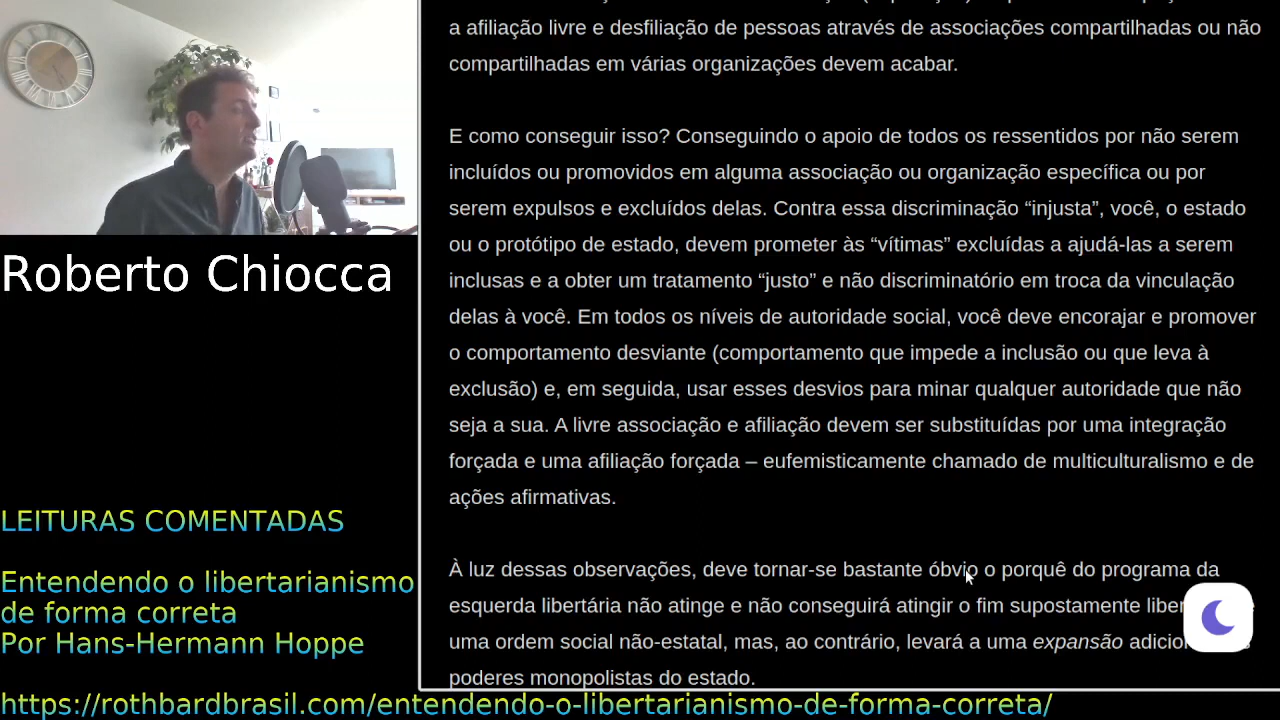 a afiliação livre e desfiliação de pessoas através de associações compartilhadas ou não
compartilhadas em várias organizações devem acabar.
E como conseguir isso? Conseguindo o apoio de todos os ressentidos por não serem
incluídos ou promovidos em alguma associação ou organização específica ou por
serem expulsos e excluídos delas. Contra essa discriminação “injusta”, você, o estado
ou o protótipo de estado, devem prometer às “vítimas” excluídas a ajudá-las a serem
inclusas e a obter um tratamento “justo” e não discriminatório em troca da vinculação
delas à você. Em todos os níveis de autoridade social, você deve encorajar e promover
o comportamento desviante (comportamento que impede a inclusão ou que leva à
exclusão) e, em seguida, usar esses desvios para minar qualquer autoridade que não
seja a sua. A livre associação e afiliação devem ser substituídas por uma integração
forçada e uma afiliação forçada – eufemisticamente chamado de multiculturalismo e de
ações afirmativas.
À luz dessas observações, deve tornar-se bastante óbvio o porquê do programa da
esquerda libertária não atinge e não conseguirá atingir o fim supostamente
uma ordem social não-estatal, mas, ao contrário, levará a uma expansão
poderes monopolistas do estado.
Roberto Chiocca
LEITURAS COMENTADAS
Entendendo o libertarianismo
de forma correta
Por Hans-Hermann Hoppe
https://rothbardbrasil.com/entendendo-o-libertarianismo-de-forma-correta/